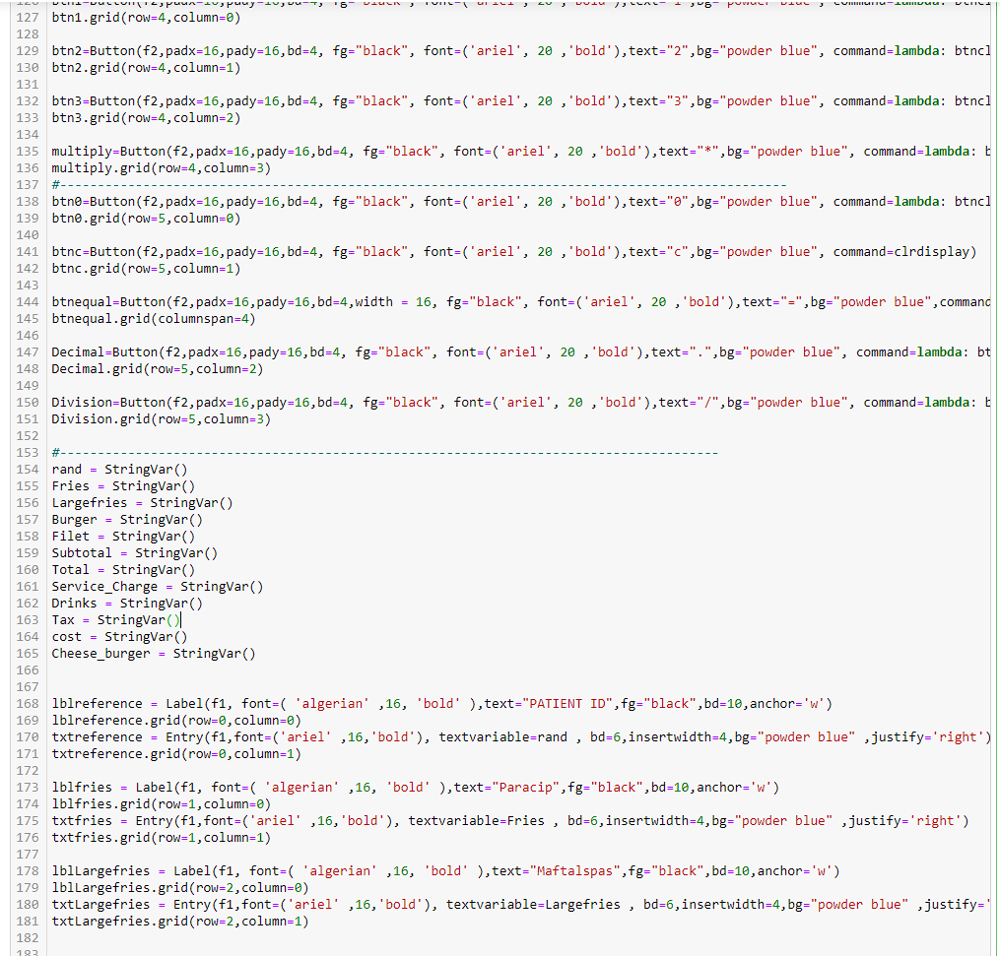 127 btn1.grid(row=4,column=0)
128
129 btn2=Button(f2,padx=16,pady=16,bd=4, fg="black", font=('ariel', 20 ,'bold'),text="2",bg="powder blue", command=lambda: btncl
130 btn2.grid(row=4,column=1)
131
132 btn3=Button(f2,padx=16,pady=16,bd=4, fg="black", font=('ariel', 20 ,'bold'),text="3",bg="powder blue", command=lambda: btncl
133 btn3.grid(row=4,column=2)
134
135 multiply=Button(f2,padx=16,pady=16,bd=4, fg="black", font=('ariel', 20 ,'bold'),text="*",bg="powder blue", command=lambda: b
136 multiply.grid(row=4,column=3)
137 #------------------------------------------------------------------------------------------------
138 btn0=Button(f2,padx=16,pady=16,bd=4, fg="black", font=('ariel', 20 ,'bold'),text="0",bg="powder blue", command=lambda: btncl
139 btn0.grid(row=5,column=0)
140
141 btnc=Button(f2,padx=16,pady=16,bd=4, fg="black", font=('ariel', 20 ,'bold'),text="c",bg="powder blue", command=clrdisplay)
142 btnc.grid(row=5,column=1)
143
144 btnequal=Button(f2,padx=16,pady=16,bd=4,width = 16, fg="black", font=('ariel', 20 ,'bold'),text="=",bg="powder blue",command
145 btnequal.grid(columnspan=4)
146
147 Decimal=Button(f2,padx=16,pady=16,bd=4, fg="black", font=('ariel', 20 ,'bold'),text=".",bg="powder blue", command=lambda: bt
148 Decimal.grid(row=5,column=2)
149
150 Division=Button(f2,padx=16,pady=16,bd=4, fg="black", font=('ariel', 20 ,'bold'),text="/",bg="powder blue", command=lambda: b
151 Division.grid(row=5,column=3)
152
153 #---------------------------------------------------------------------------------------
154 rand = StringVar()
155 Fries = StringVar()
156 Largefries = StringVar()
157 Burger = StringVar()
158 Filet = StringVar()
159 Subtotal = StringVar()
160 Total = StringVar()
161 Service_Charge = StringVar()
162 Drinks = StringVar()
163 Tax = StringVar()
164 cost = StringVar()
165 Cheese_burger = StringVar()
166
167
168 lblreference = Label(f1, font=( 'algerian' ,16, 'bold' ),text="PATIENT ID",fg="black",bd=10,anchor='w')
169 lblreference.grid(row=0,column=0)
170 txtreference = Entry(f1,font=('ariel' ,16,'bold'), textvariable=rand , bd=6,insertwidth=4,bg="powder blue" ,justify='right')
171 txtreference.grid(row=0,column=1)
172
173 lblfries = Label(f1, font=( 'algerian' ,16, 'bold' ),text="Paracip",fg="black",bd=10,anchor='w')
174 lblfries.grid(row=1,column=0)
175 txtfries = Entry(f1,font=('ariel' ,16,'bold'), textvariable=Fries , bd=6,insertwidth=4,bg="powder blue" ,justify='right')
176 txtfries.grid(row=1,column=1)
177
178 lblLargefries = Label(f1, font=( 'algerian' ,16, 'bold' ),text="Maftalspas",fg="black",bd=10,anchor='w')
179 lblLargefries.grid(row=2,column=0)
180 txtLargefries = Entry(f1,font=('ariel' ,16,'bold'), textvariable=Largefries , bd=6,insertwidth=4,bg="powder blue" ,justify='
181 txtLargefries.grid(row=2,column=1)
182